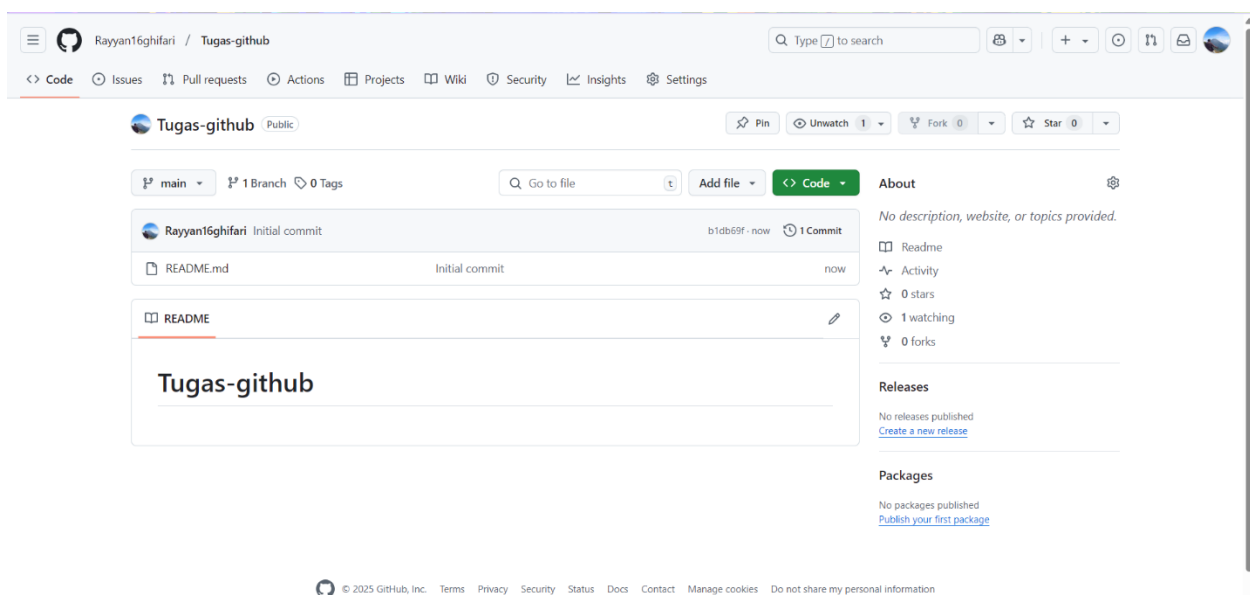 Rayyan16ghifari / Tugas-github
Type / to search
Code Issues Pull requests Actions Projects Wiki Security Insights Settings
Tugas-github Public
Pin Unwatch 1 Fork 0 Star 0
main 1 Branch 0 Tags
Go to file t Add file Code
Rayyan16ghifari Initial commit b1db69f · now 1 Commit
README.md Initial commit now
README
Tugas-github
About
No description, website, or topics provided.
Readme
Activity
0 stars
1 watching
0 forks
Releases
No releases published
Create a new release
Packages
No packages published
Publish your first package
© 2025 GitHub, Inc. Terms Privacy Security Status Docs Contact Manage cookies Do not share my personal information